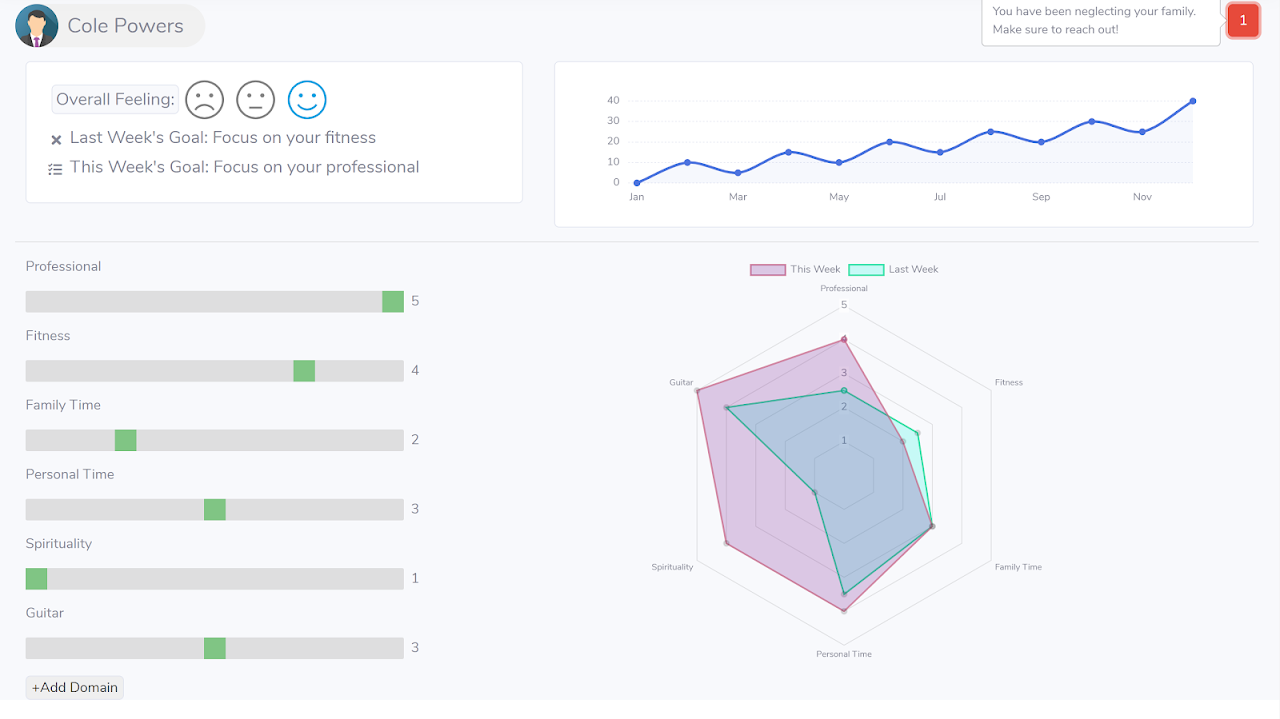 Cole Powers
You have been neglecting your family.
Make sure to reach out!
1
Overall Feeling:
Last Week's Goal: Focus on your fitness
This Week's Goal: Focus on your professional
40
30
20
10
0
Jan Mar May Jul Sep Nov
Professional
5
Fitness
4
Family Time
2
Personal Time
3
Spirituality
1
Guitar
3
+Add Domain
This Week Last Week
Professional
5
4
3
2
1
Guitar
Fitness
Spirituality
Family Time
Personal Time